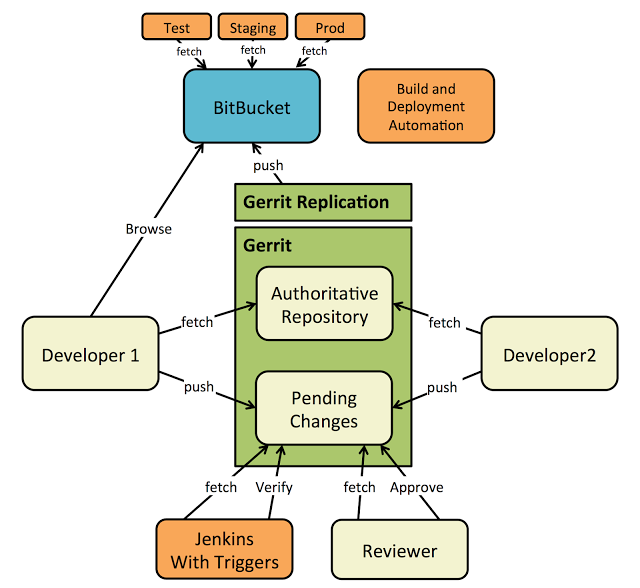 Test
Staging
Prod
fetch
fetch
fetch
BitBucket
Build and
Deployment
Automation
push
Gerrit Replication
Browse
Gerrit
Authoritative
Repository
fetch
fetch
Developer 1
Developer2
push
push
Pending
Changes
fetch
Verify
fetch
Approve
Jenkins
With Triggers
Reviewer